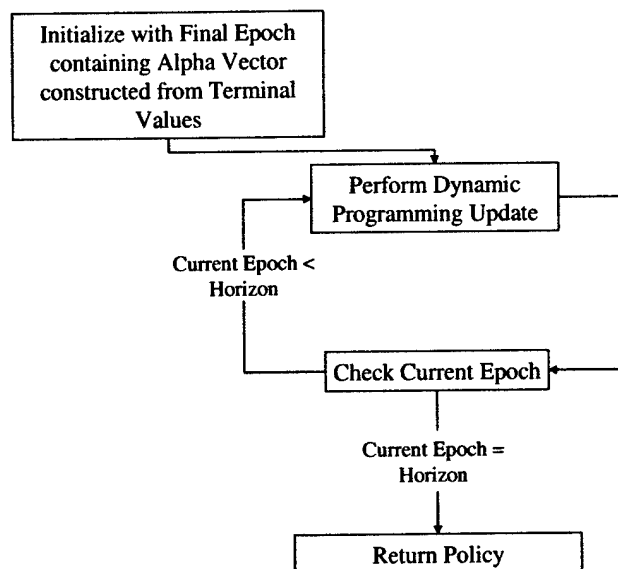 Initialize with Final Epoch
containing Alpha Vector
constructed from Terminal
Values
Perform Dynamic
Programming Update
Current Epoch <
Horizon
Check Current Epoch
Current Epoch =
Horizon
Return Policy